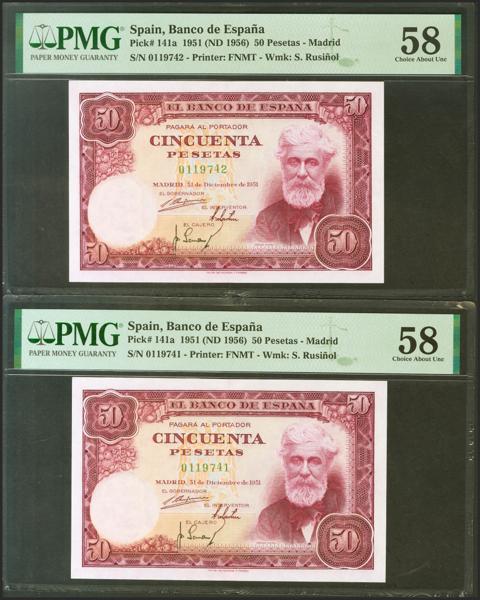 PMG
PAPER MONEY GUARANTY
Spain, Banco de España
Pick# 141a 1951 (ND 1956) 50 Pesetas - Madrid
S/N 0119742 - Printer: FNMT - Wmk: S. Rusiñol
58
Choice About Unc
50
EL BANCO DE ESPAÑA
50
PAGARÁ AL PORTADOR
CINCUENTA
PESETAS
0119742
MADRID, 31 de Diciembre de 1951
EL GOBERNADOR
EL INTERVENTOR
EL CAJERO
50
50
PMG
PAPER MONEY GUARANTY
Spain, Banco de España
Pick# 141a 1951 (ND 1956) 50 Pesetas - Madrid
S/N 0119741 - Printer: FNMT - Wmk: S. Rusiñol
58
Choice About Unc
50
EL BANCO DE ESPAÑA
50
PAGARÁ AL PORTADOR
CINCUENTA
PESETAS
0119741
MADRID, 31 de Diciembre de 1951
EL GOBERNADOR
EL INTERVENTOR
EL CAJERO
50
50